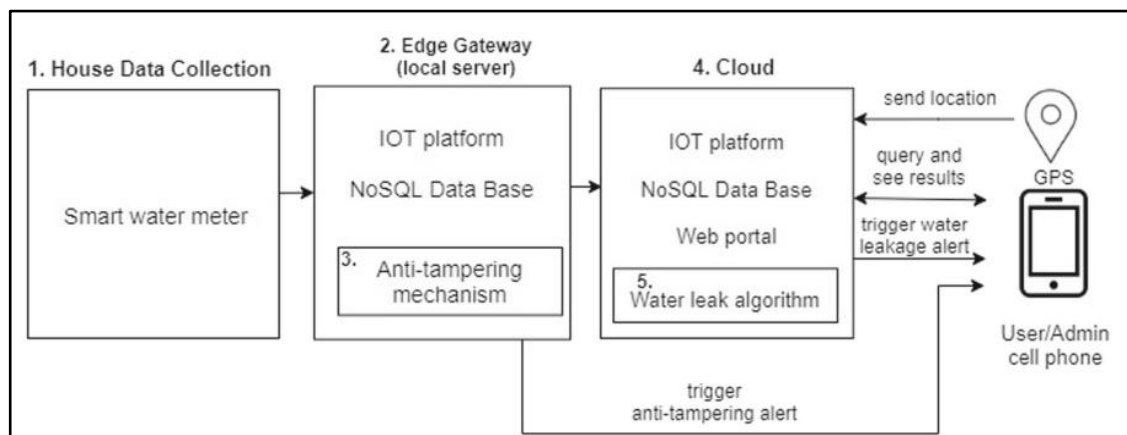 1. House Data Collection
Smart water meter
2. Edge Gateway
(local server)
IOT platform
NoSQL Data Base
3.
Anti-tampering
mechanism
4. Cloud
IOT platform
NoSQL Data Base
Web portal
5.
Water leak algorithm
send location
query and
see results
trigger water
leakage alert
GPS
User/Admin
cell phone
trigger
anti-tampering alert